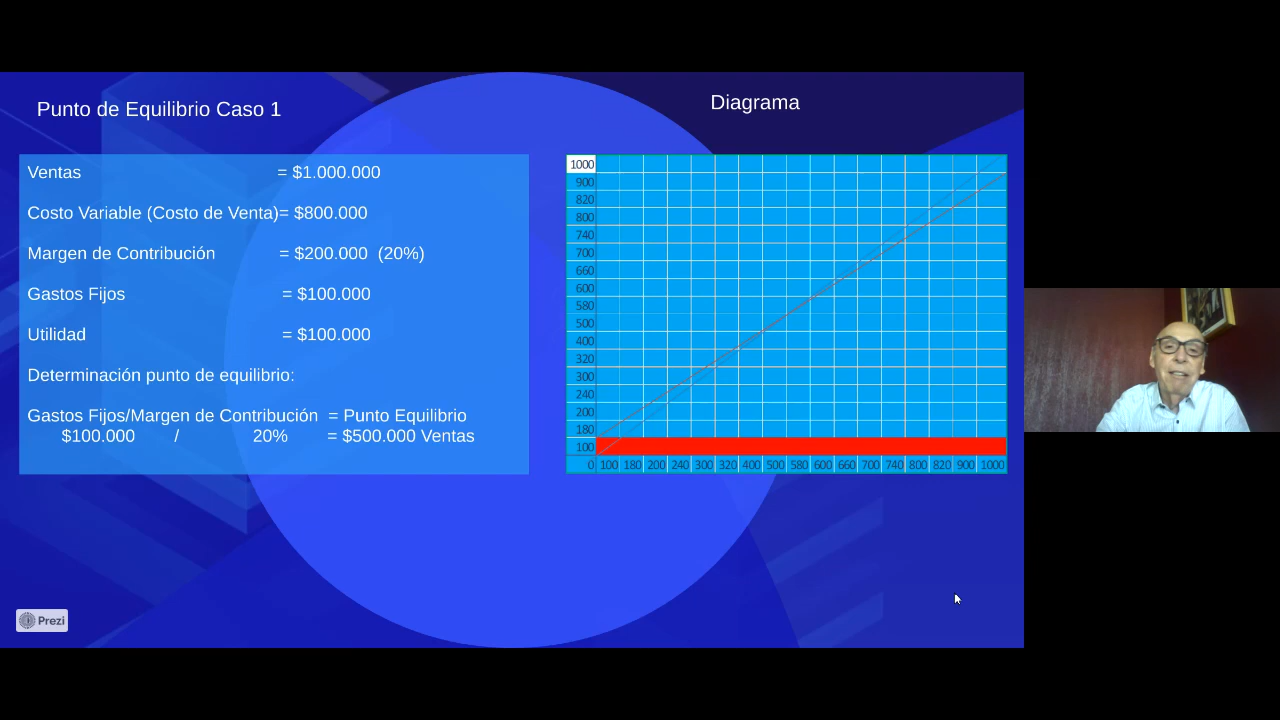 Punto de Equilibrio Caso 1
Diagrama
Ventas = $1.000.000
Costo Variable (Costo de Venta)= $800.000
Margen de Contribución = $200.000 (20%)
Gastos Fijos = $100.000
Utilidad = $100.000
Determinación punto de equilibrio:
Gastos Fijos/Margen de Contribución = Punto Equilibrio
$100.000 / 20% = $500.000 Ventas
1000
900
820
800
740
700
660
600
580
500
400
320
300
240
200
180
100
0 100 180 200 240 300 320 400 500 580 600 660 700 740 800 820 900 1000
Prezi